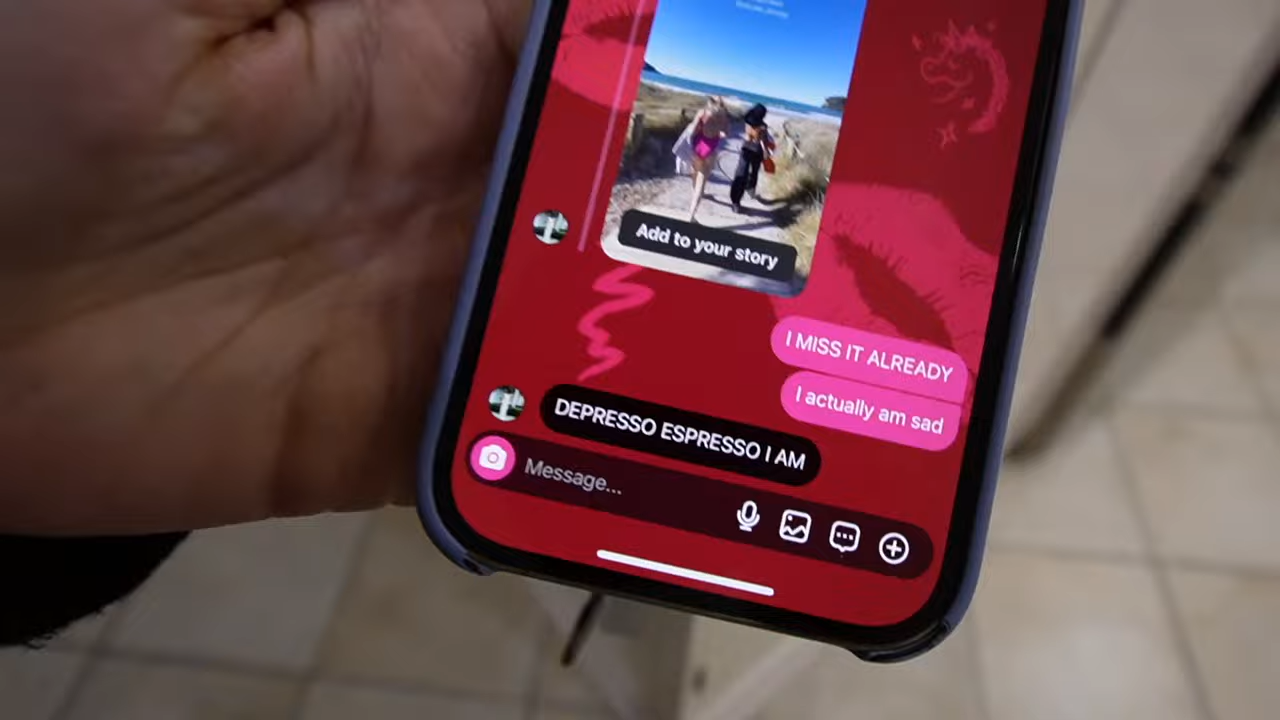 Add to your story
I MISS IT ALREADY
I actually am sad
DEPRESSO ESPRESSO I AM
Message...